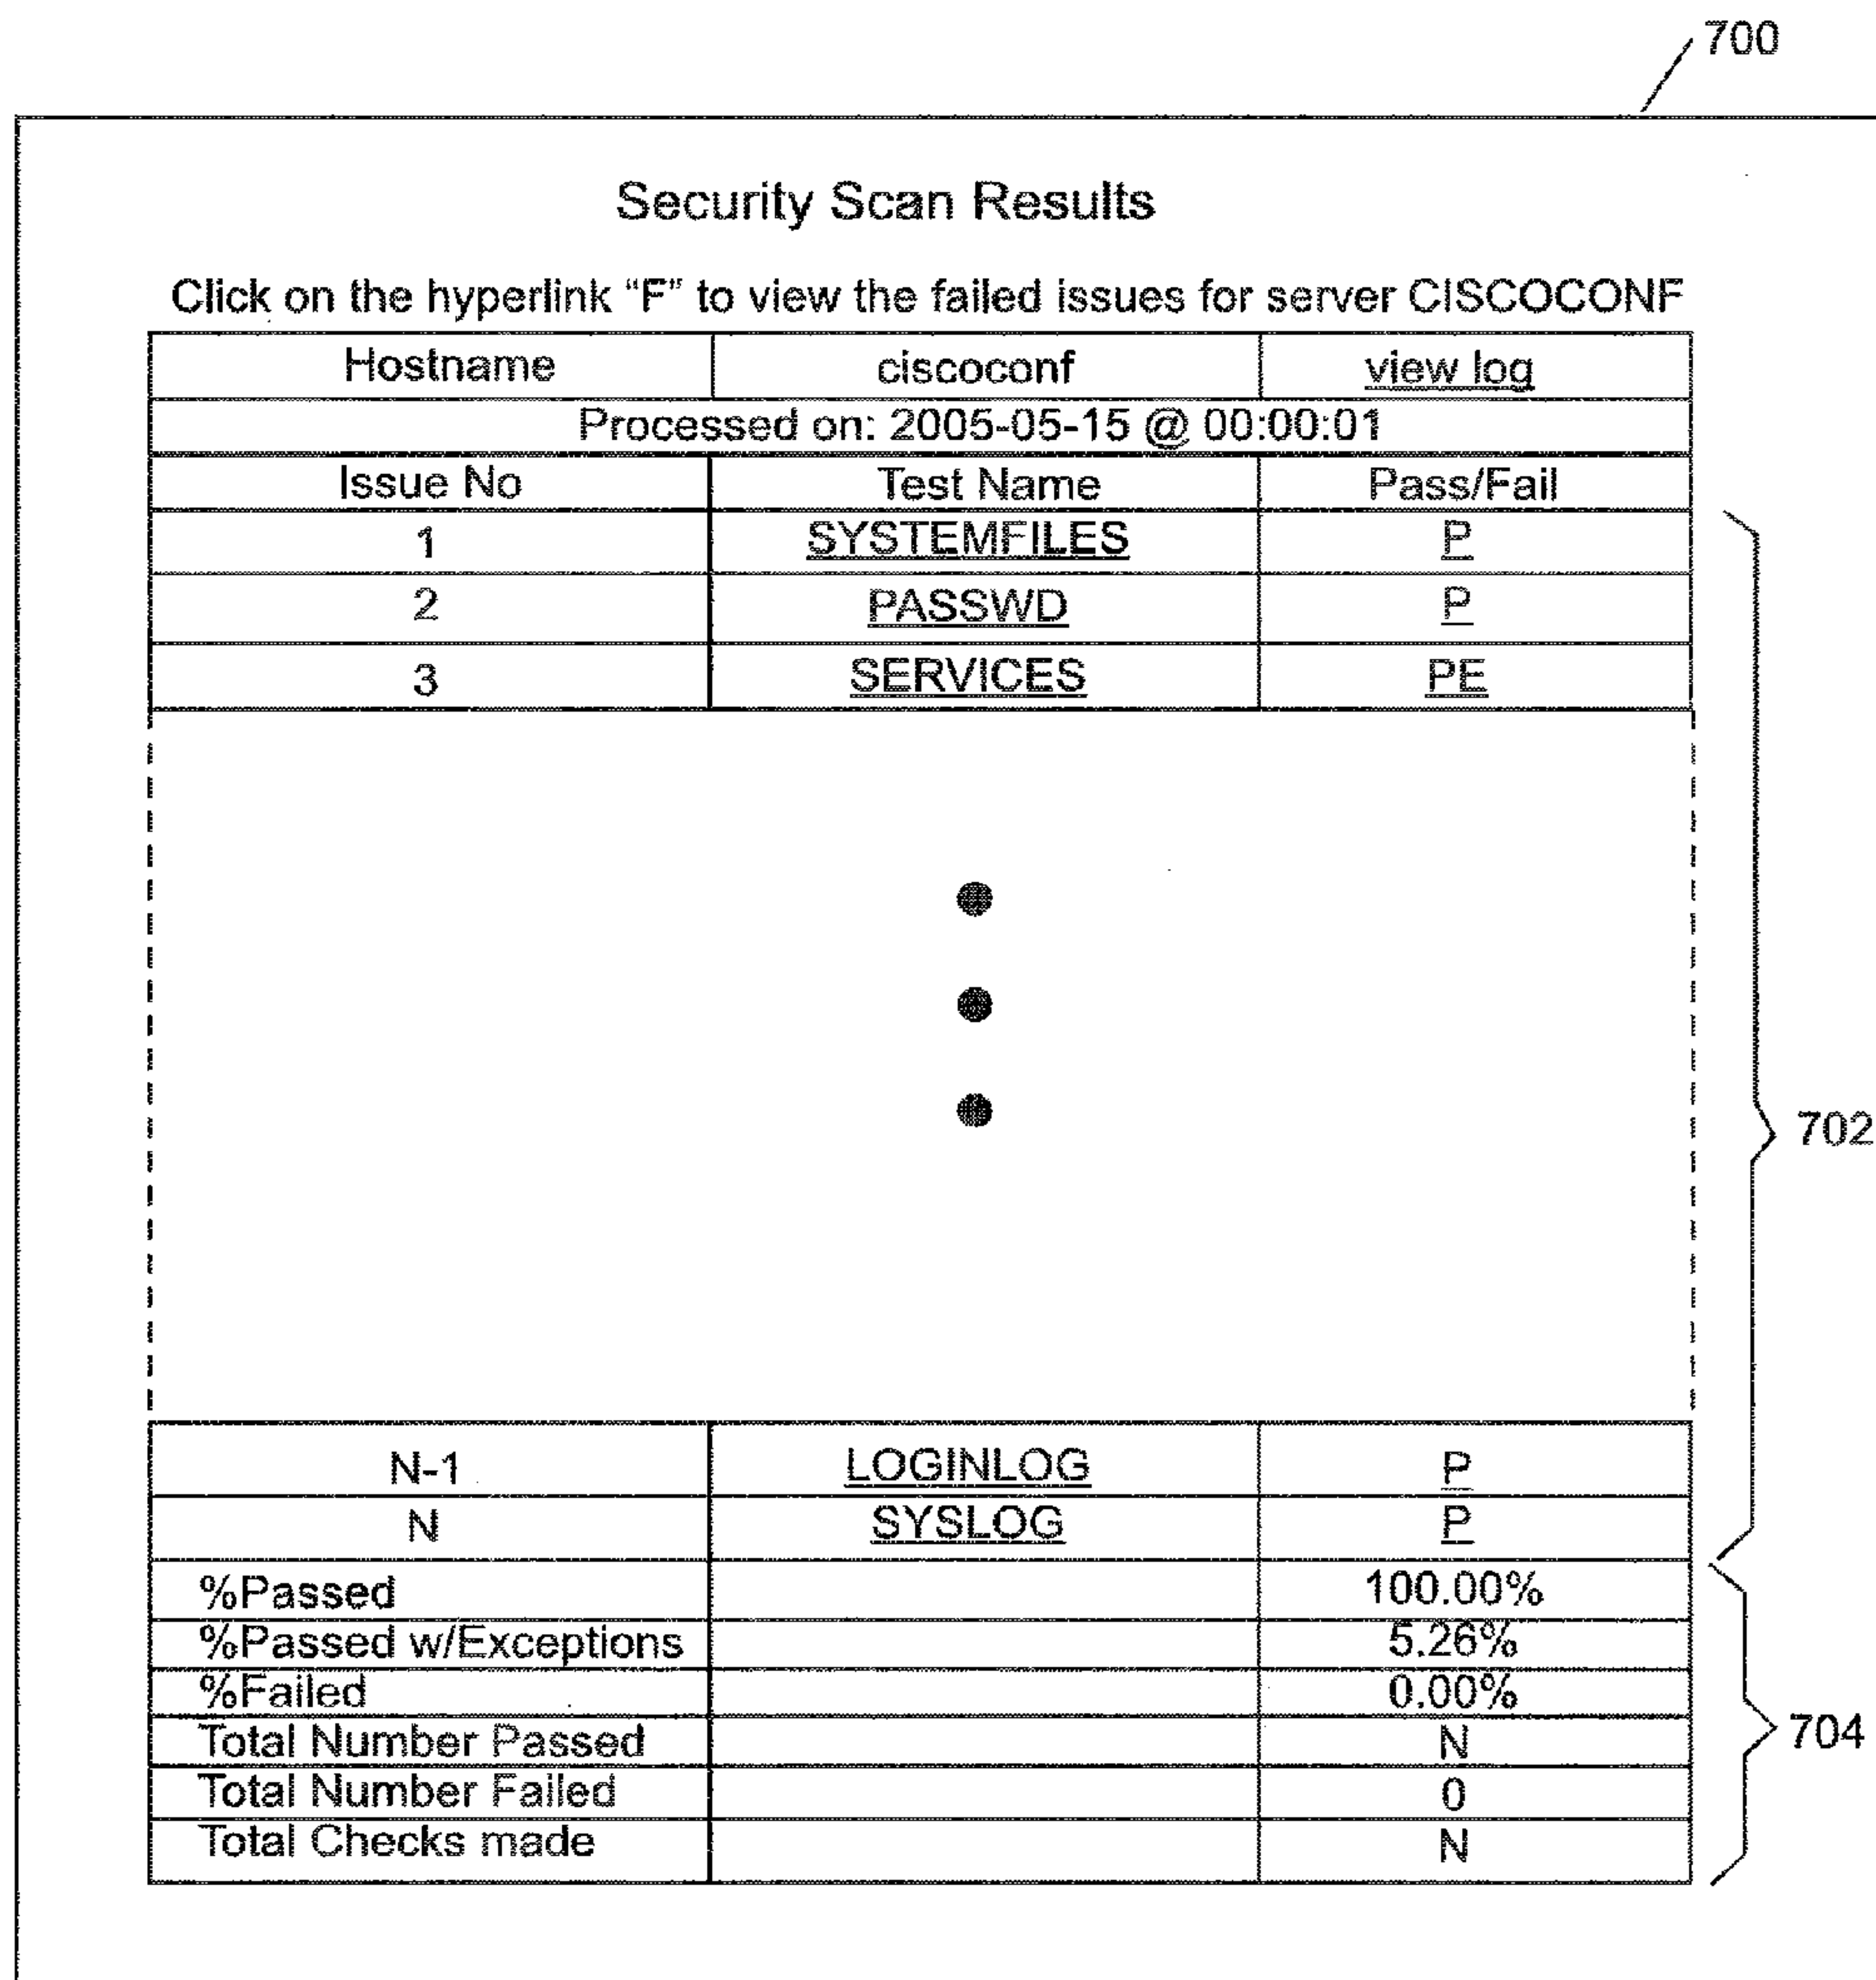 700
Security Scan Results
Click on the hyperlink “F” to view the failed issues for server CISCOCONF
Hostname ciscoconf view log
Processed on: 2005-05-15 @ 00:00:01
Issue No Test Name Pass/Fail
1 SYSTEMFILES P
2 PASSWD P
3 SERVICES PE
702
N-1 LOGINLOG P
N SYSLOG P
%Passed 100.00%
%Passed w/Exceptions 5.26%
%Failed 0.00%
Total Number Passed N
704
Total Number Failed 0
Total Checks made N